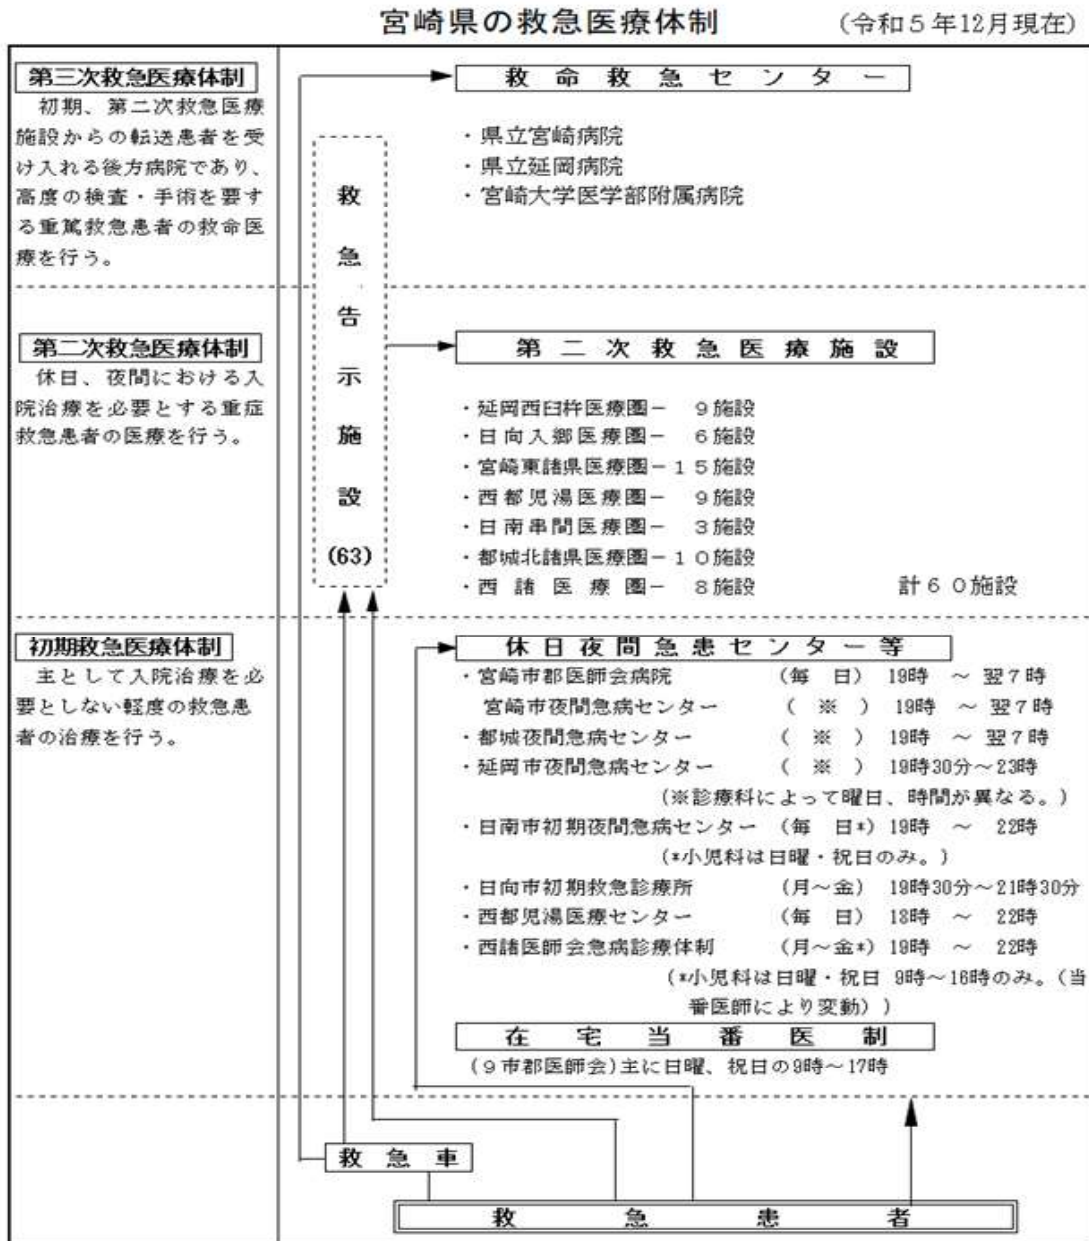 宮崎県の救急医療体制
(令和5年12月現在)
第三次救急医療体制
初期、第二次救急医療
施設からの転送患者を受
け入れる後方病院であり、
高度の検査・手術を要す
る重篤救急患者の救命医
療を行う。
救命救急センター
・県立宮崎病院
・県立延岡病院
・宮崎大学医学部附属病院
救急告示施設
(63)
第二次救急医療体制
休日、夜間における入
院治療を必要とする重症
救急患者の医療を行う。
第二次救急医療施設
・延岡西臼杵医療圏- 9施設
・日向入郷医療圏- 6施設
・宮崎東諸県医療圏-15施設
・西都児湯医療圏- 9施設
・日南串間医療圏- 3施設
・都城北諸県医療圏-10施設
・西諸医療圏- 8施設 計60施設
初期救急医療体制
主として入院治療を必
要としない軽度の救急患
者の治療を行う。
休日夜間急患センター等
・宮崎市郡医師会病院 (毎 日) 19時 ~ 翌7時
宮崎市夜間急病センター ( ※ ) 19時 ~ 翌7時
・都城夜間急病センター ( ※ ) 19時 ~ 翌7時
・延岡市夜間急病センター ( ※ ) 19時30分~23時
(※診療科によって曜日、時間が異なる。)
・日南市初期夜間急病センター (毎 日*) 19時 ~ 22時
(*小児科は日曜・祝日のみ。)
・日向市初期救急診療所 (月~金) 19時30分~21時30分
・西都児湯医療センター (毎 日) 18時 ~ 22時
・西諸医師会急病診療体制 (月~金*) 19時 ~ 22時
(*小児科は日曜・祝日 9時~16時のみ。(当
番医師により変動))
在宅当番医制
(9市郡医師会)主に日曜、祝日の9時~17時
救急車
救急患者